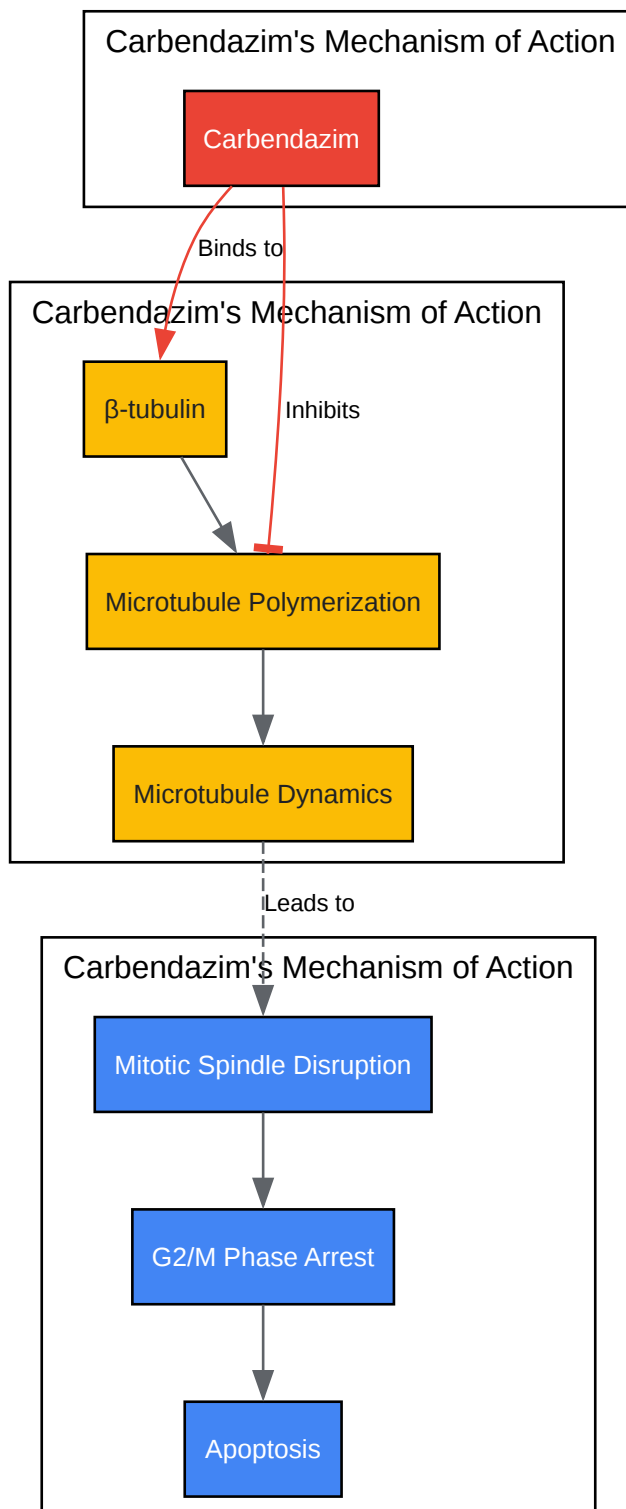 Carbendazim's Mechanism of Action
Carbendazim
Binds to
Carbendazim's Mechanism of Action
β-tubulin
Inhibits
Microtubule Polymerization
Microtubule Dynamics
Leads to
Carbendazim's Mechanism of Action
Mitotic Spindle Disruption
G2/M Phase Arrest
Apoptosis